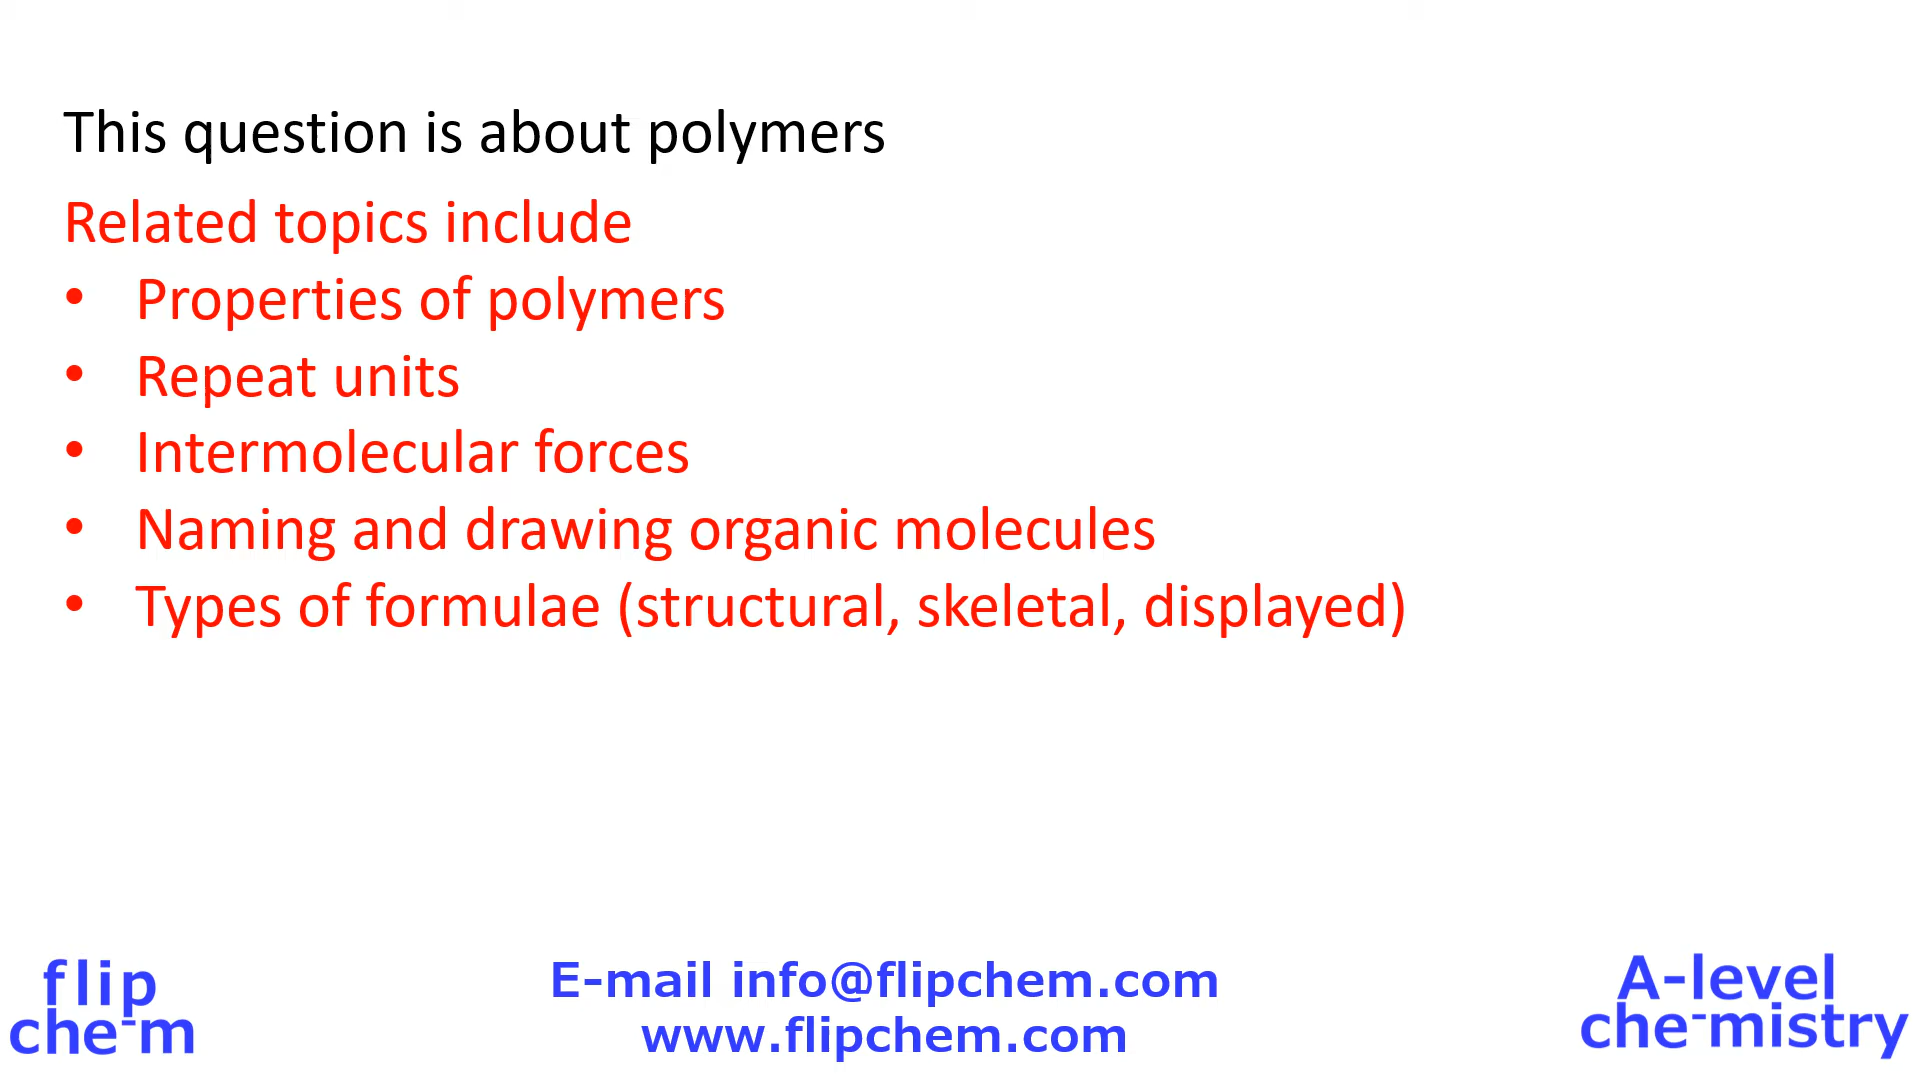 This question is about polymers
Related topics include
• Properties of polymers
• Repeat units
• Intermolecular forces
• Naming and drawing organic molecules
• Types of formulae (structural, skeletal, displayed)
flip
che-m
E-mail info@flipchem.com
www.flipchem.com
A-level
che-mistry